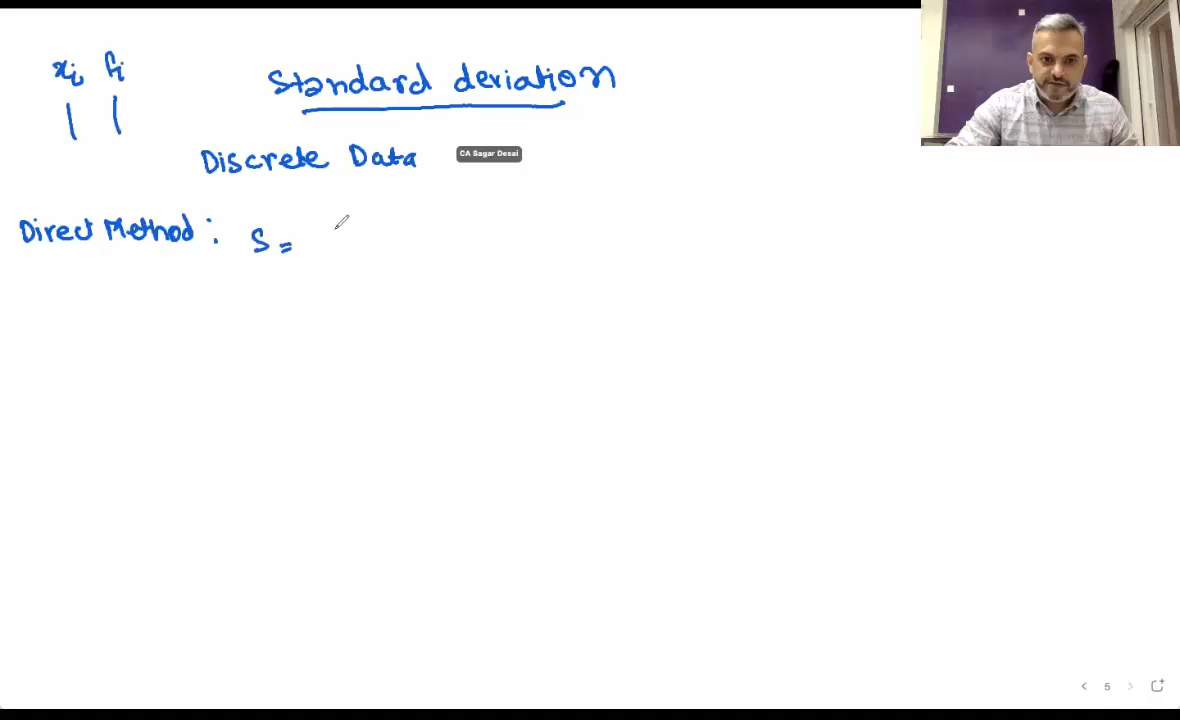 xi fi
Standard deviation
Discrete Data
CA Sagar Desai
Direct Method : S =
5